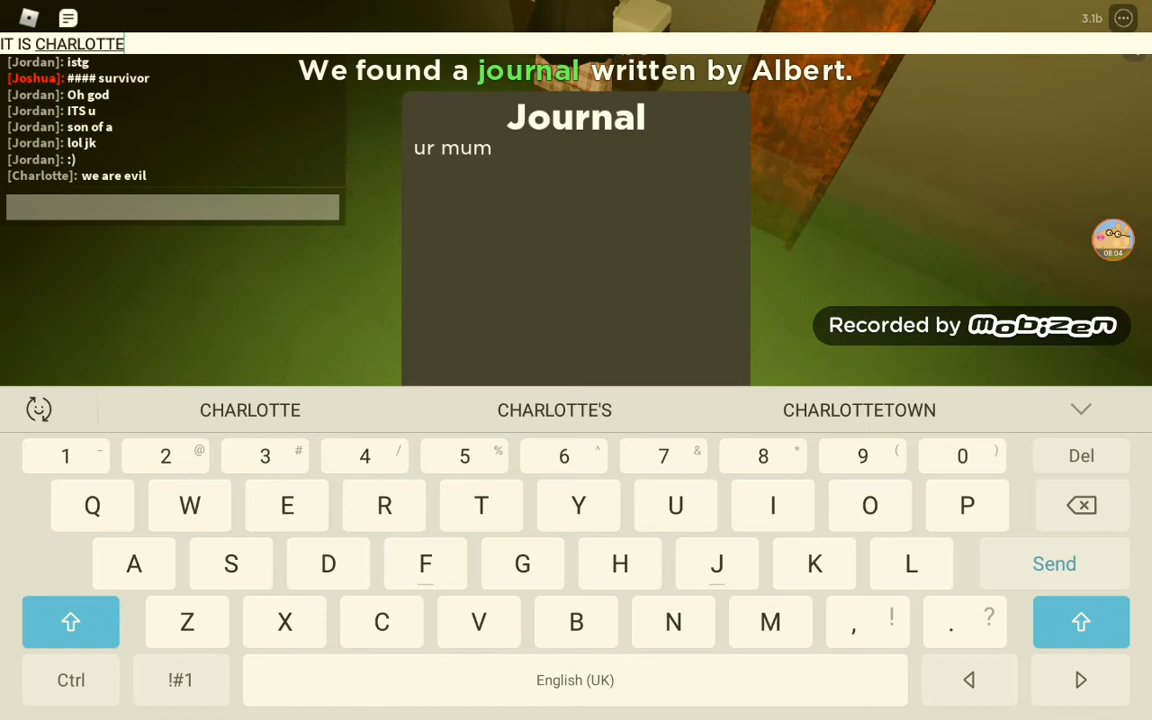 3.1b
IT IS CHARLOTTE
[Jordan]: istg
[Joshua]: #### survivor
[Jordan]: Oh god
[Jordan]: ITS u
[Jordan]: son of a
[Jordan]: lol jk
[Jordan]: :)
[Charlotte]: we are evil
We found a journal written by Albert.
Journal
ur mum
08:04
Recorded by mobizen
CHARLOTTE CHARLOTTE'S CHARLOTTETOWN
1 - 2 @ 3 # 4 / 5 % 6 ^ 7 & 8 * 9 ( 0 ) Del
Q W E R T Y U I O P
A S D F G H J K L Send
Z X C V B N M , ! . ?
Ctrl !#1 English (UK)